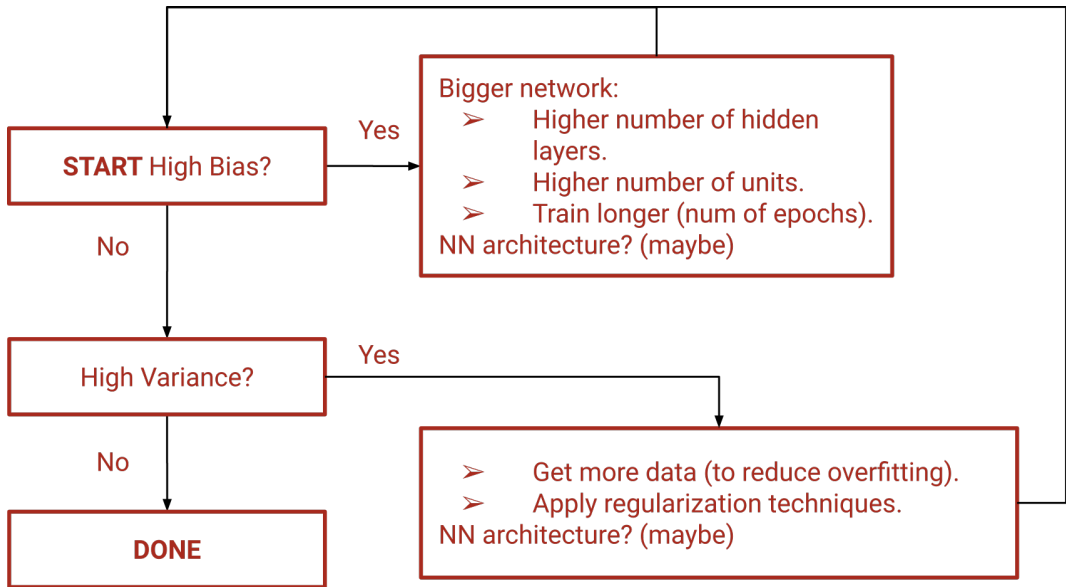 Bigger network:
➢ Higher number of hidden
layers.
➢ Higher number of units.
➢ Train longer (num of epochs).
NN architecture? (maybe)
Yes
START High Bias?
No
High Variance?
Yes
➢ Get more data (to reduce overfitting).
➢ Apply regularization techniques.
NN architecture? (maybe)
No
DONE